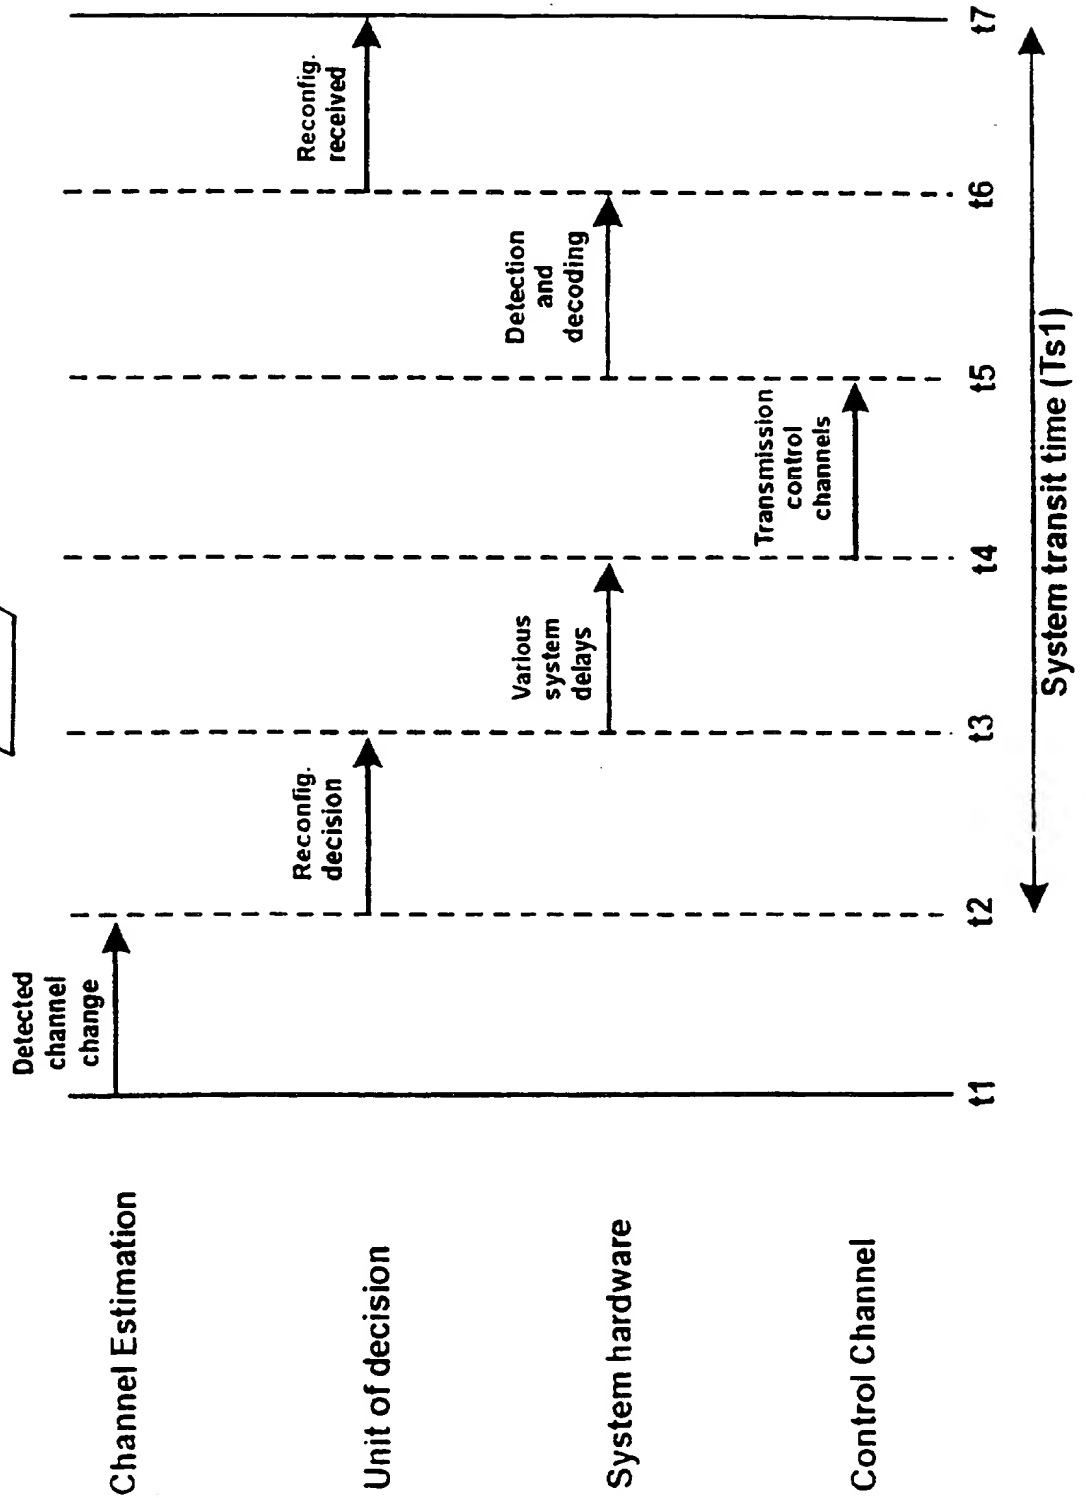 Channel Estimation
Detected
channel
change
Unit of decision
Reconfig.
decision
Reconfig.
received
System hardware
Various
system
delays
Detection
and
decoding
Control Channel
Transmission
control
channels
t1
t2
t3
t4
t5
t6
t7
System transit time (Ts1)